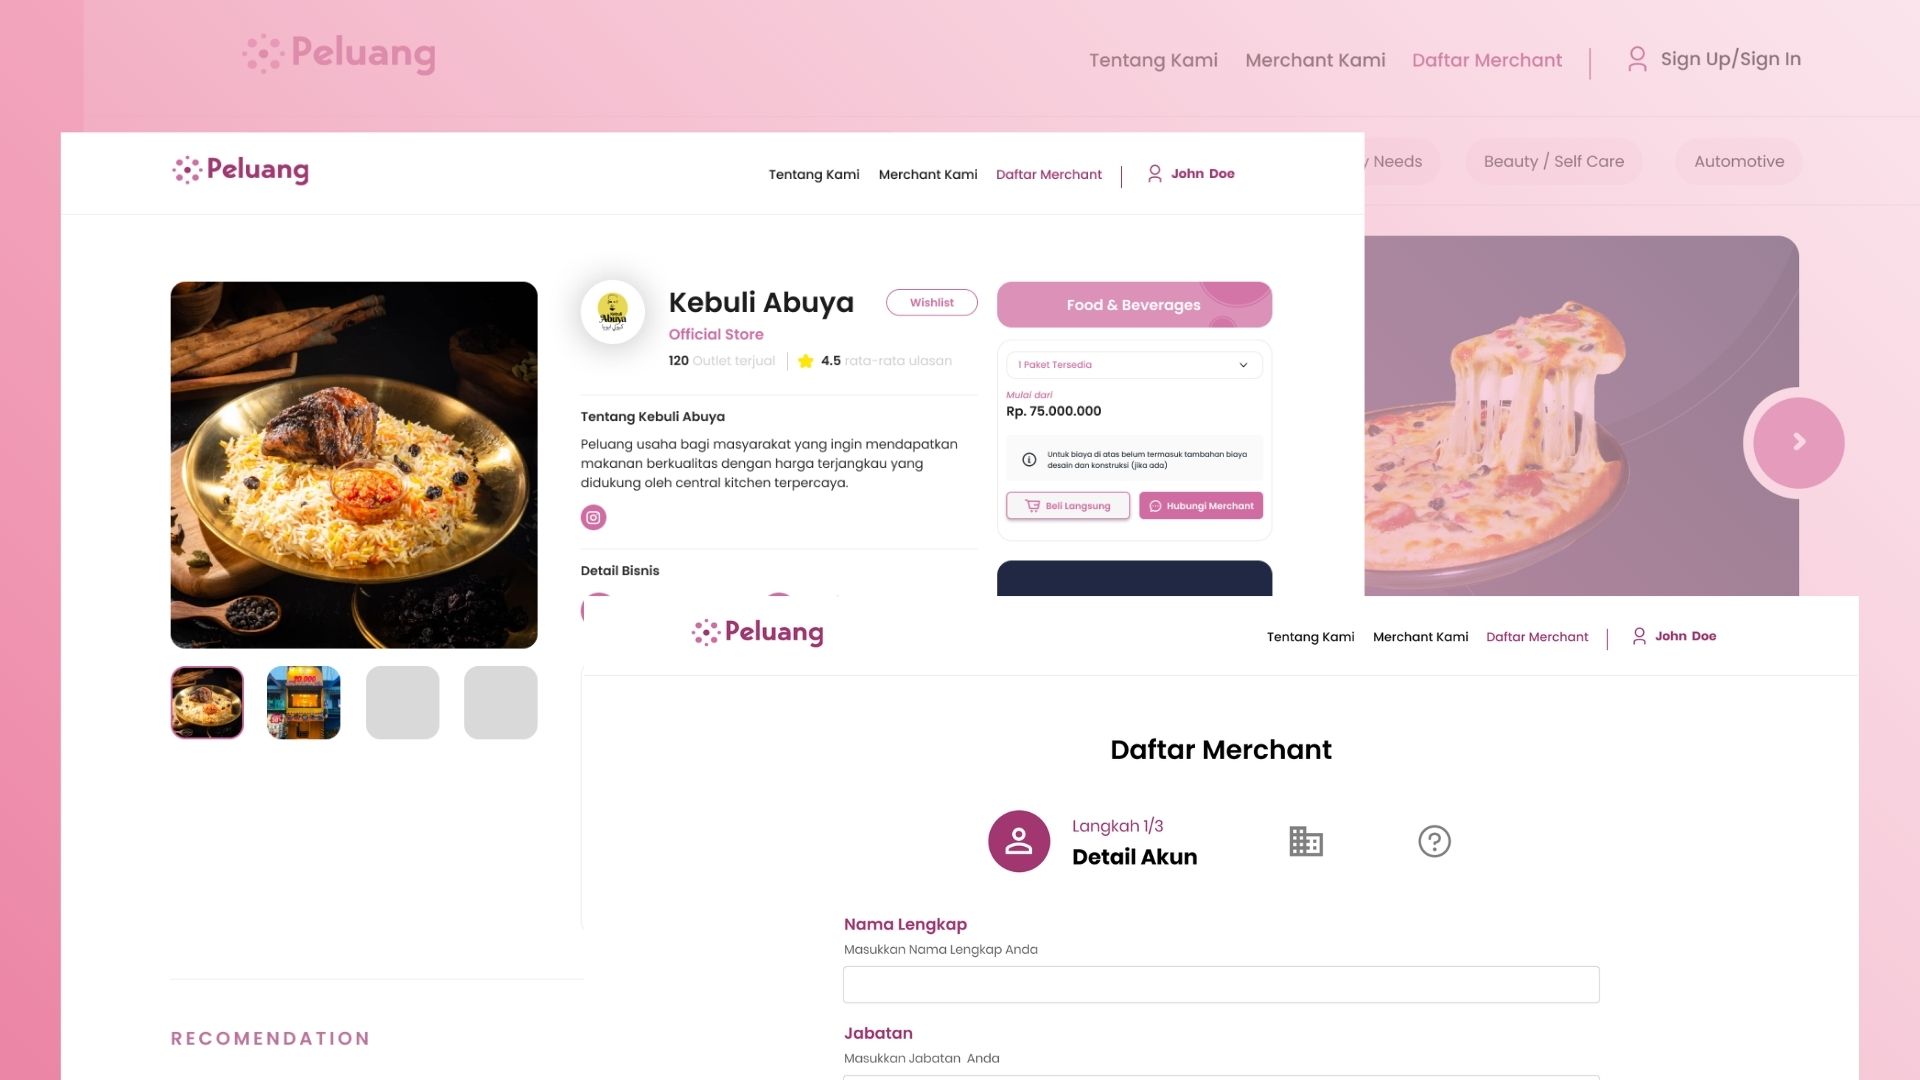 Peluang
Tentang Kami Merchant Kami Daftar Merchant Sign Up/Sign In
Needs Beauty / Self Care Automotive
Peluang
Tentang Kami Merchant Kami Daftar Merchant John Doe
Kebuli Abuya
Wishlist
Official Store
120 Outlet terjual 4.5 rata-rata ulasan
Tentang Kebuli Abuya
Peluang usaha bagi masyarakat yang ingin mendapatkan
makanan berkualitas dengan harga terjangkau yang
didukung oleh central kitchen terpercaya.
Detail Bisnis
Food & Beverages
1 Paket Tersedia
Mulai dari
Rp. 75.000.000
Untuk biaya di atas belum termasuk tambahan biaya
desain dan konstruksi (jika ada)
Beli Langsung Hubungi Merchant
RECOMENDATION
Peluang
Tentang Kami Merchant Kami Daftar Merchant John Doe
Daftar Merchant
Langkah 1/3
Detail Akun
Nama Lengkap
Masukkan Nama Lengkap Anda
Jabatan
Masukkan Jabatan Anda